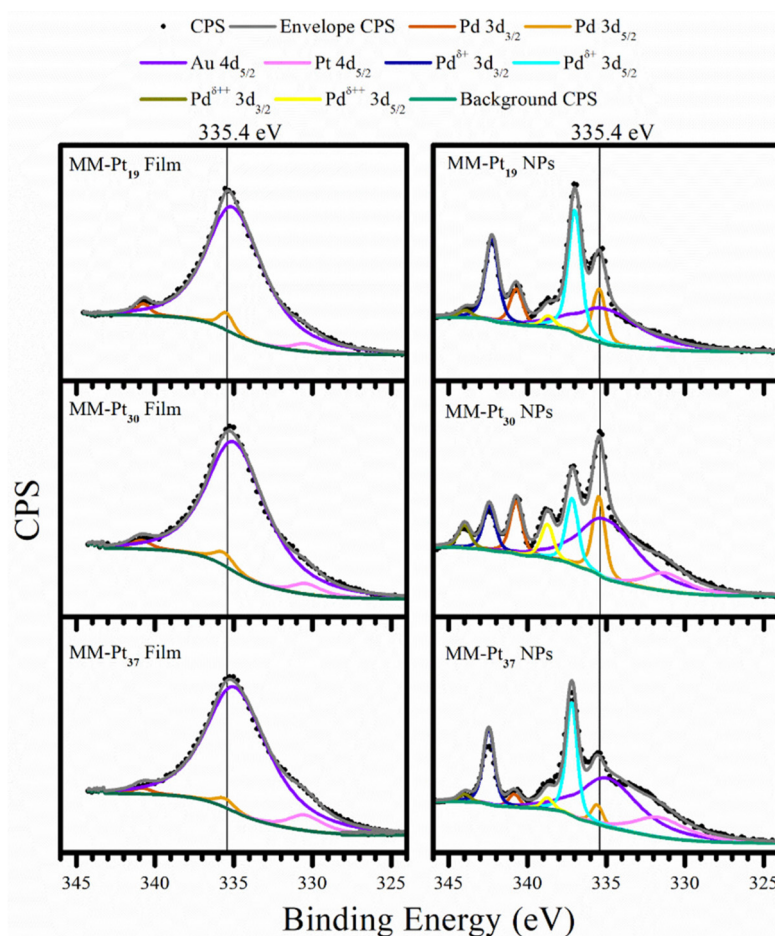 CPS Envelope CPS Pd 3d3/2 Pd 3d5/2
Au 4d5/2 Pt 4d5/2 Pdδ+ 3d3/2 Pdδ+ 3d5/2
Pdδ++ 3d3/2 Pdδ++ 3d5/2 Background CPS
335.4 eV 335.4 eV
MM-Pt19 Film MM-Pt19 NPs
MM-Pt30 Film MM-Pt30 NPs
MM-Pt37 Film MM-Pt37 NPs
CPS
345 340 335 330 325 345 340 335 330 325
Binding Energy (eV)